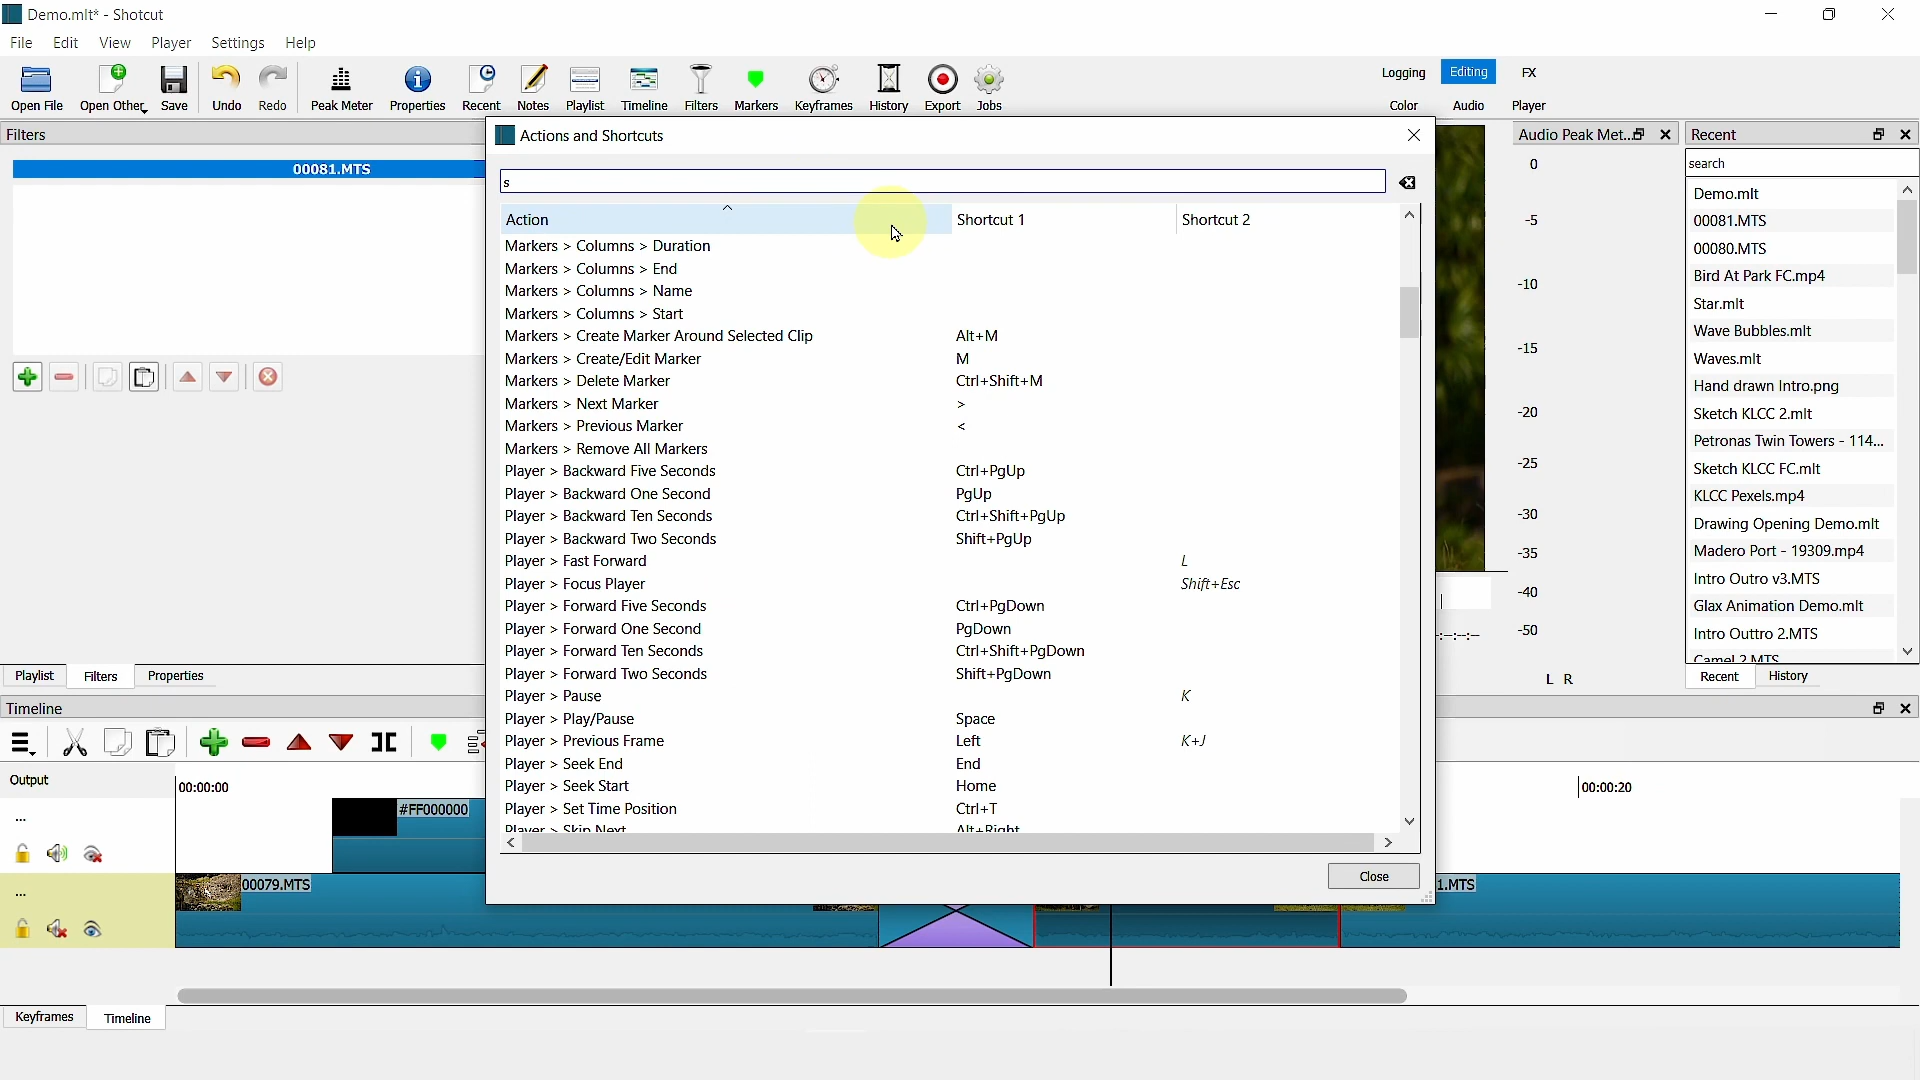 Demo.mlt* - Shotcut
File Edit View Player Settings Help
Open File Open Other Save Undo Redo Peak Meter Properties Recent Notes Playlist Timeline Filters Markers Keyframes History Export Jobs
Logging Editing FX
Color Audio Player
Filters
00081.MTS
Playlist Filters Properties
Actions and Shortcuts
s
Action Shortcut 1 Shortcut 2
Markers > Columns > Duration
Markers > Columns > End
Markers > Columns > Name
Markers > Columns > Start
Markers > Create Marker Around Selected Clip Alt+M
Markers > Create/Edit Marker M
Markers > Delete Marker Ctrl+Shift+M
Markers > Next Marker >
Markers > Previous Marker <
Markers > Remove All Markers
Player > Backward Five Seconds Ctrl+PgUp
Player > Backward One Second PgUp
Player > Backward Ten Seconds Ctrl+Shift+PgUp
Player > Backward Two Seconds Shift+PgUp
Player > Fast Forward L
Player > Focus Player Shift+Esc
Player > Forward Five Seconds Ctrl+PgDown
Player > Forward One Second PgDown
Player > Forward Ten Seconds Ctrl+Shift+PgDown
Player > Forward Two Seconds Shift+PgDown
Player > Pause K
Player > Play/Pause Space
Player > Previous Frame Left K+J
Player > Seek End End
Player > Seek Start Home
Player > Set Time Position Ctrl+T
Player > Skip Next Alt+Right
Close
Audio Peak Met...
0
-5
-10
-15
-20
-25
-30
-35
-40
-50
L R
--:--:--
Recent
search
Demo.mlt
00081.MTS
00080.MTS
Bird At Park FC.mp4
Star.mlt
Wave Bubbles.mlt
Waves.mlt
Hand drawn Intro.png
Sketch KLCC 2.mlt
Petronas Twin Towers - 114...
Sketch KLCC FC.mlt
KLCC Pexels.mp4
Drawing Opening Demo.mlt
Madero Port - 19309.mp4
Intro Outro v3.MTS
Glax Animation Demo.mlt
Intro Outtro 2.MTS
Camel 2.MTS
Recent History
Timeline
Output
00:00:00 00:00:20
... #FF000000
... 00079.MTS 1.MTS
Keyframes Timeline